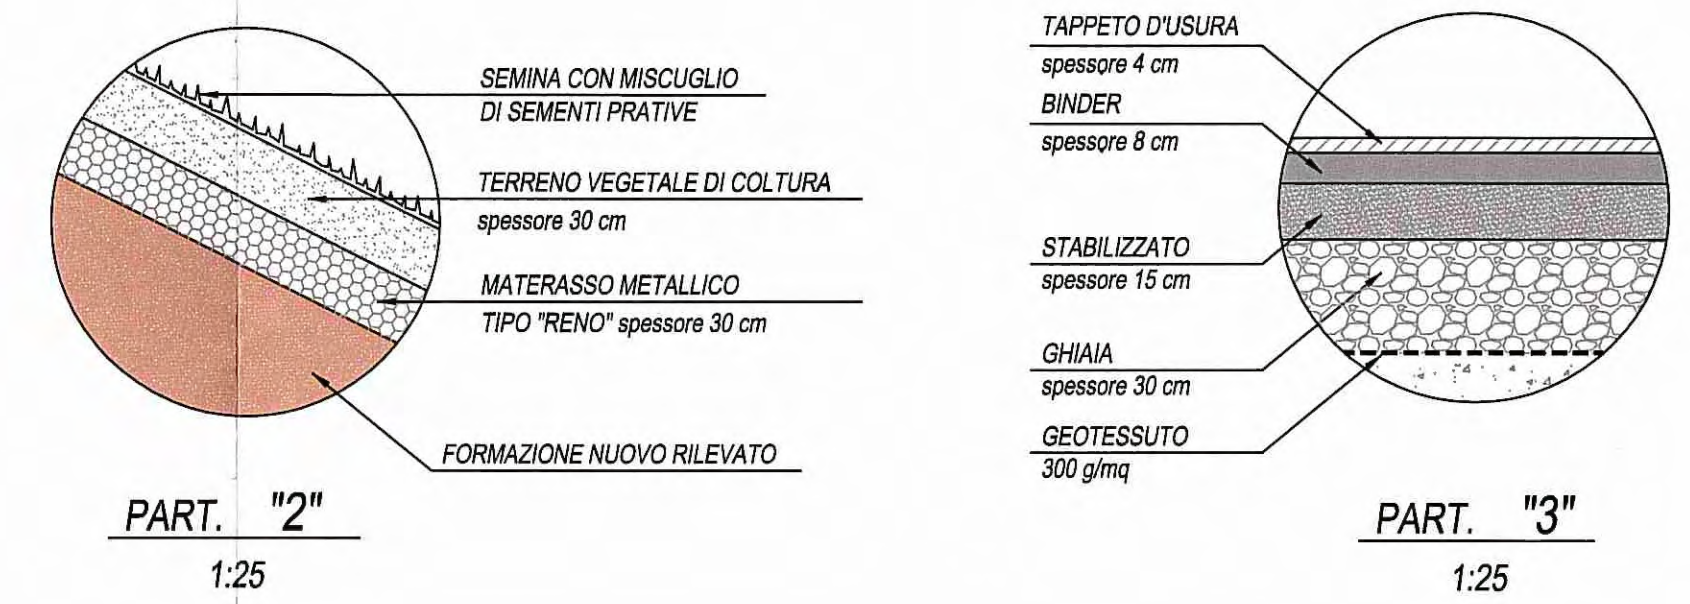 SEMINA CON MISCUGLIO
DI SEMENTI PRATIVE
TERRENO VEGETALE DI COLTURA
spessore 30 cm
MATERASSO METALLICO
TIPO "RENO" spessore 30 cm
FORMAZIONE NUOVO RILEVATO
PART. "2"
1:25
TAPPETO D'USURA
spessore 4 cm
BINDER
spessore 8 cm
STABILIZZATO
spessore 15 cm
GHIAIA
spessore 30 cm
GEOTESSUTO
300 g/mq
PART. "3"
1:25